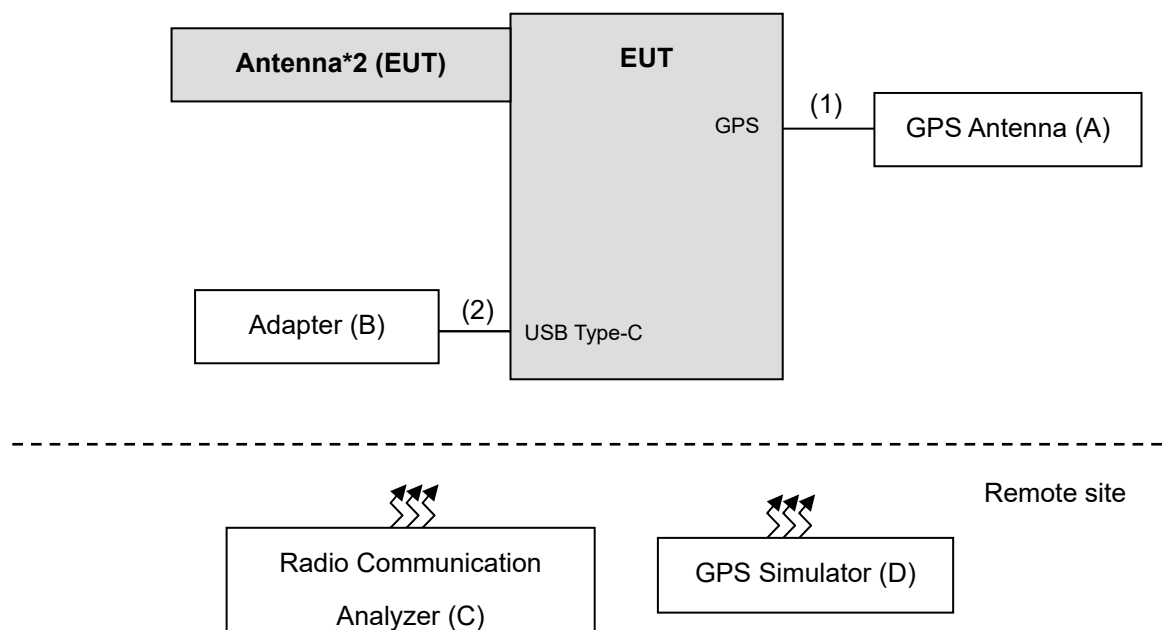 Antenna*2 (EUT)
EUT
GPS
(1)
GPS Antenna (A)
Adapter (B)
(2)
USB Type-C
Remote site
Radio Communication
Analyzer (C)
GPS Simulator (D)